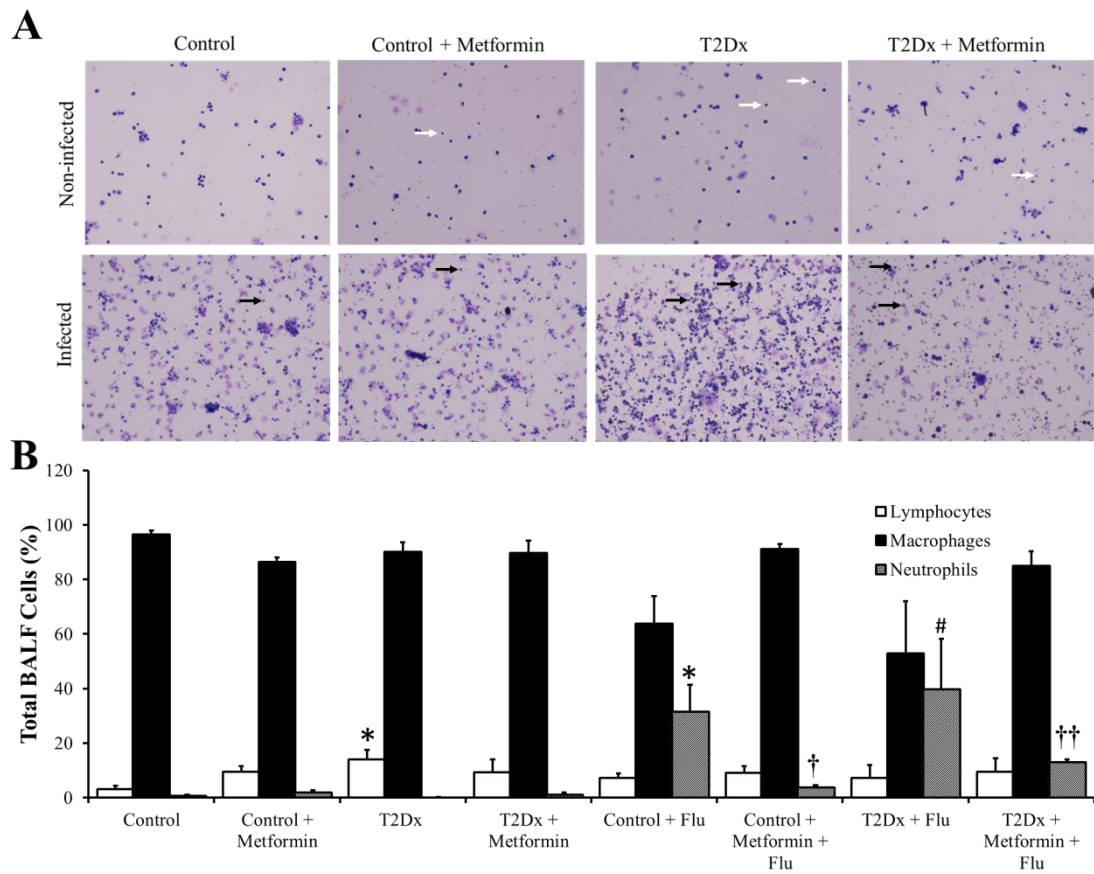 A
Control
Control + Metformin
T2Dx
T2Dx + Metformin
Non-infected
Infected
B
Total BALF Cells (%)
120
100
80
60
40
20
0
Lymphocytes
Macrophages
Neutrophils
*
*
†
#
††
Control
Control +
Metformin
T2Dx
T2Dx +
Metformin
Control + Flu
Control +
Metformin +
Flu
T2Dx + Flu
T2Dx +
Metformin +
Flu